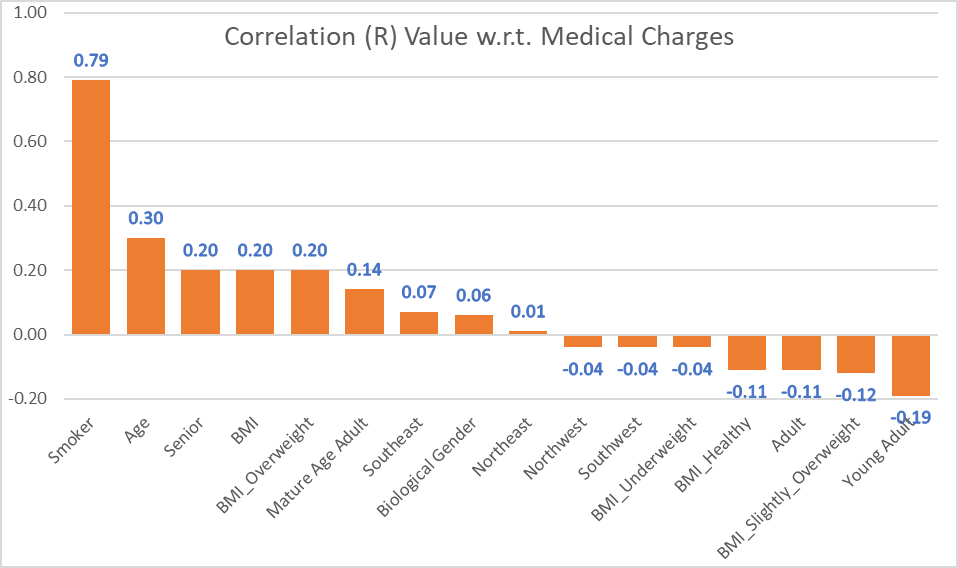 Correlation (R) Value w.r.t. Medical Charges
1.00
0.80
0.60
0.40
0.20
0.00
-0.20
0.79
0.30
0.20
0.20
0.20
0.14
0.07
0.06
0.01
-0.04
-0.04
-0.04
-0.11
-0.11
-0.12
-0.19
Smoker
Age
Senior
BMI
BMI_Overweight
Mature Age Adult
Southeast
Biological Gender
Northeast
Northwest
Southwest
BMI_Underweight
BMI_Healthy
Adult
BMI_Slightly_Overweight
Young Adult